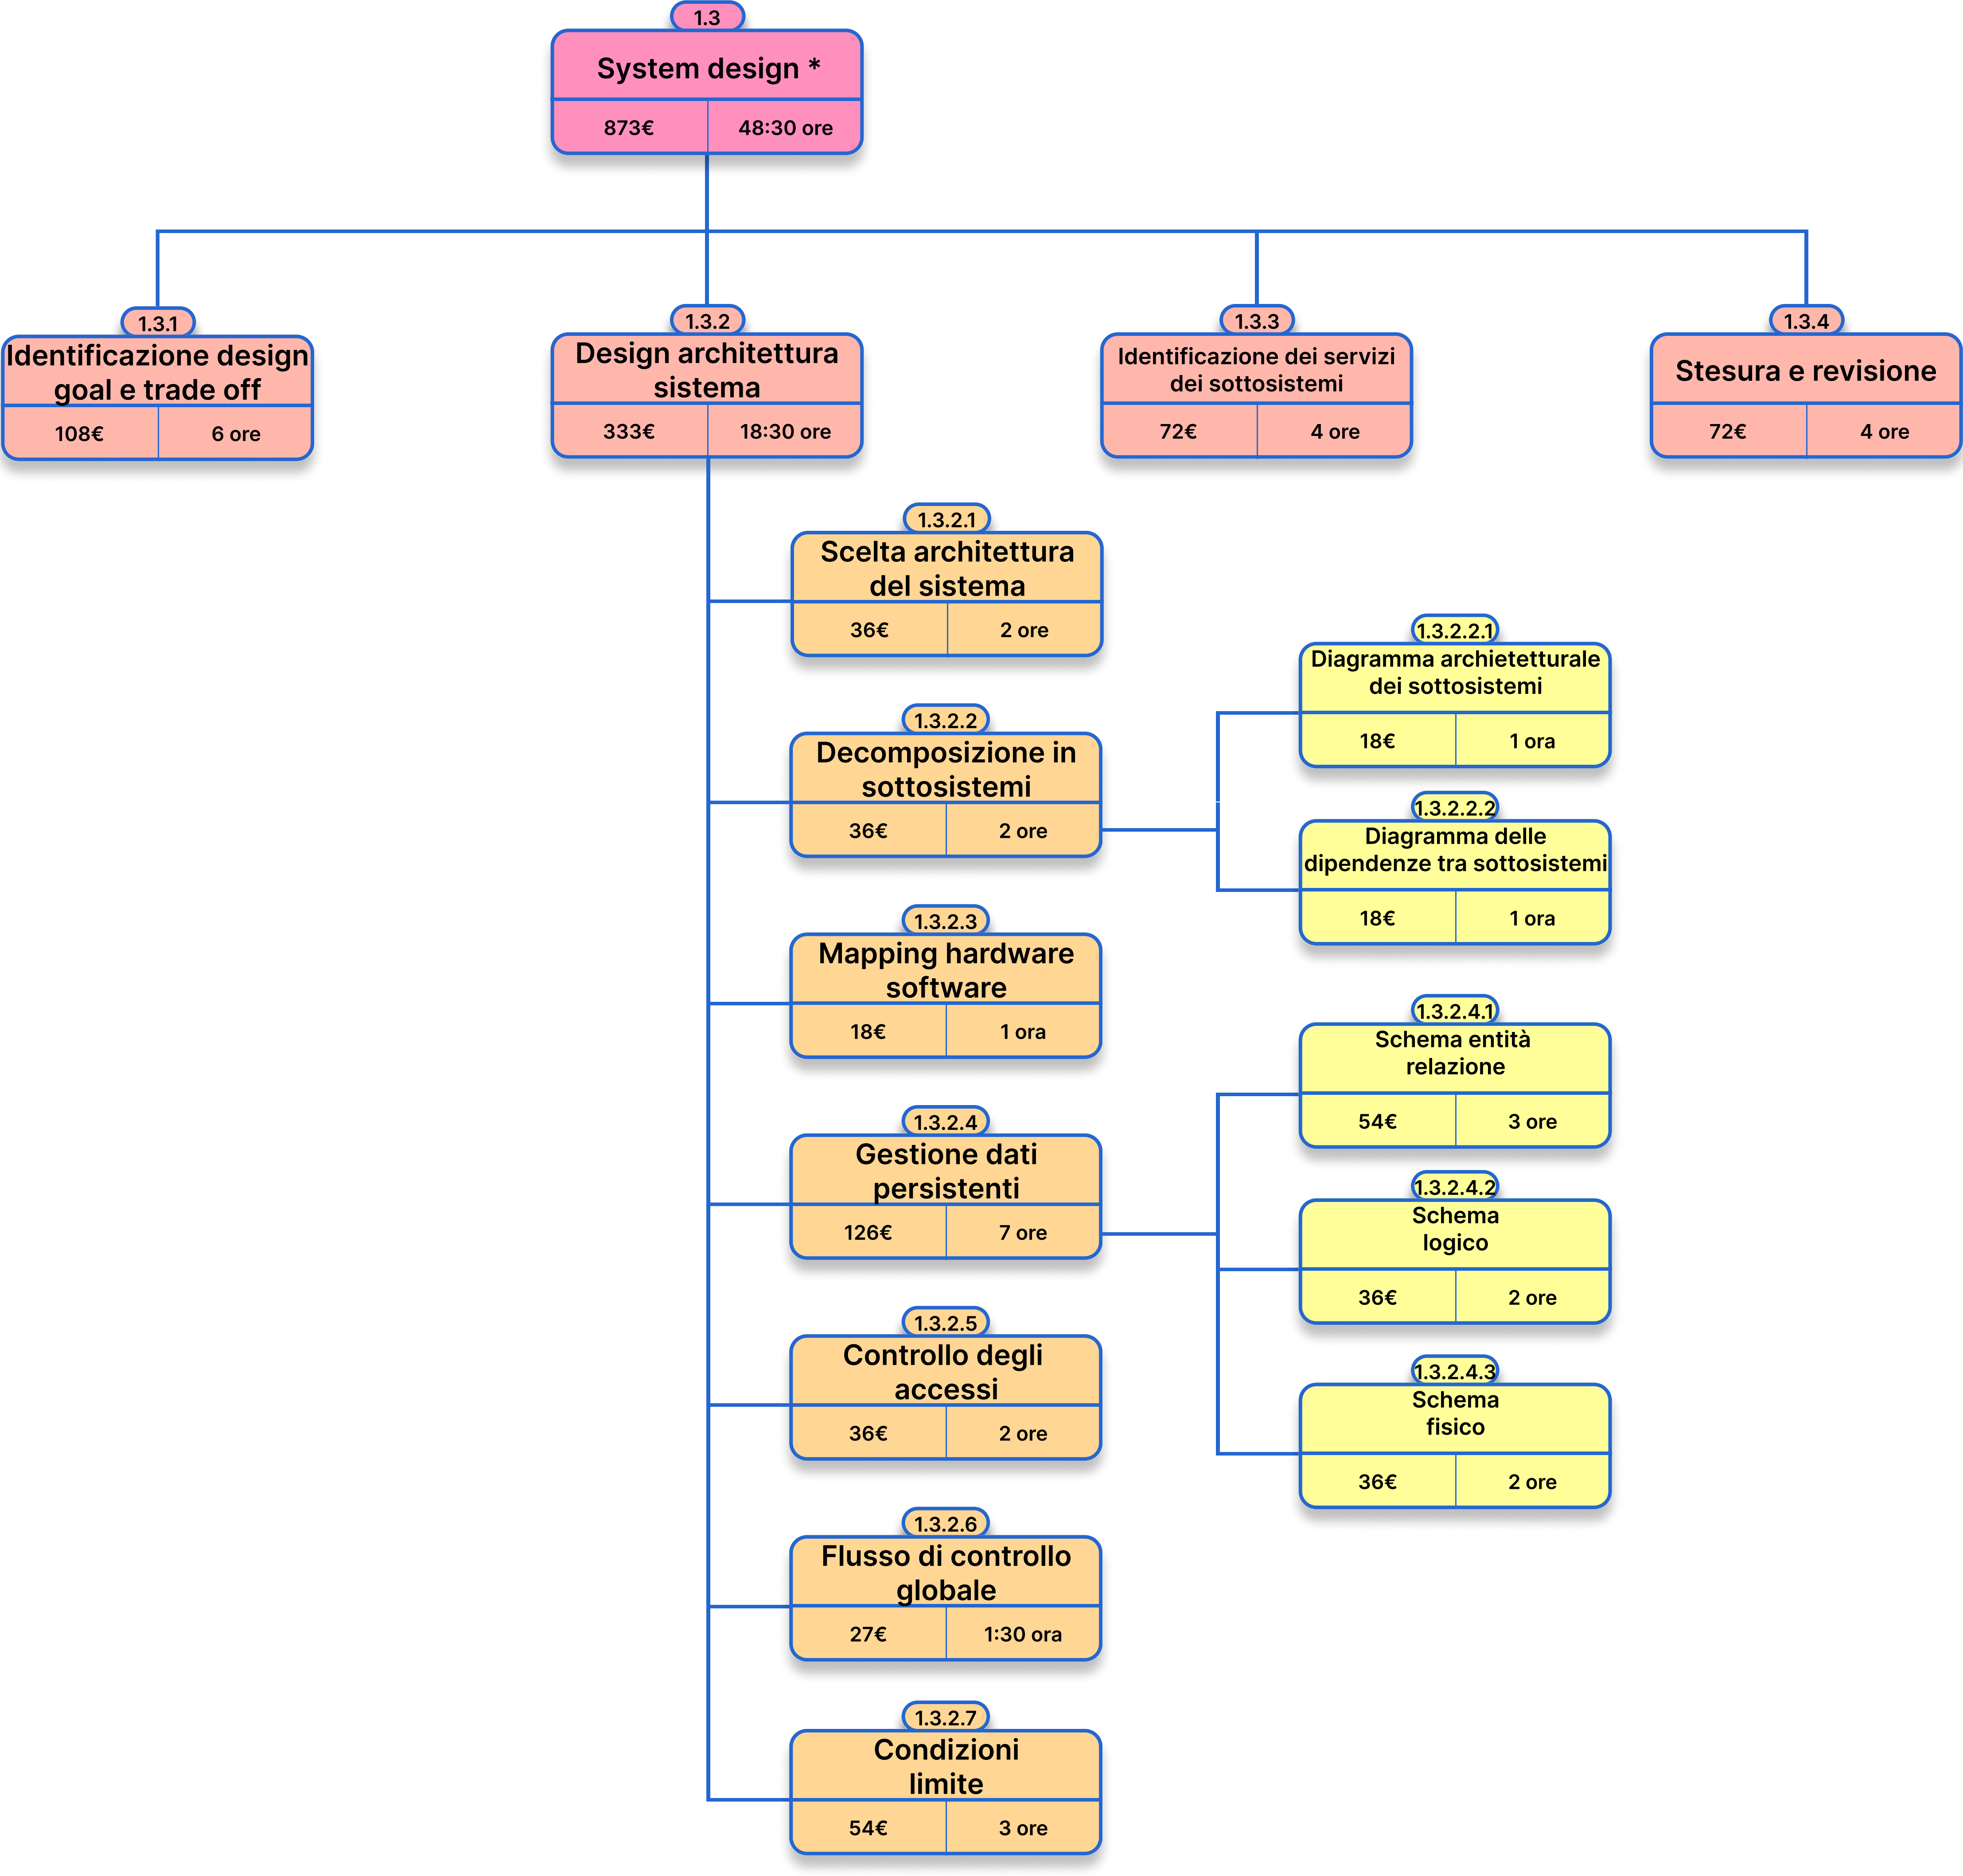 1.3
System design *
873€
48:30 ore
1.3.1
Identificazione design
goal e trade off
108€
6 ore
1.3.2
Design architettura
sistema
333€
18:30 ore
1.3.3
Identificazione dei servizi
dei sottosistemi
72€
4 ore
1.3.4
Stesura e revisione
72€
4 ore
1.3.2.1
Scelta architettura
del sistema
36€
2 ore
1.3.2.2
Decomposizione in
sottosistemi
36€
2 ore
1.3.2.2.1
Diagramma archietetturale
dei sottosistemi
18€
1 ora
1.3.2.2.2
Diagramma delle
dipendenze tra sottosistemi
18€
1 ora
1.3.2.3
Mapping hardware
software
18€
1 ora
1.3.2.4
Gestione dati
persistenti
126€
7 ore
1.3.2.4.1
Schema entità
relazione
54€
3 ore
1.3.2.4.2
Schema
logico
36€
2 ore
1.3.2.4.3
Schema
fisico
36€
2 ore
1.3.2.5
Controllo degli
accessi
36€
2 ore
1.3.2.6
Flusso di controllo
globale
27€
1:30 ora
1.3.2.7
Condizioni
limite
54€
3 ore